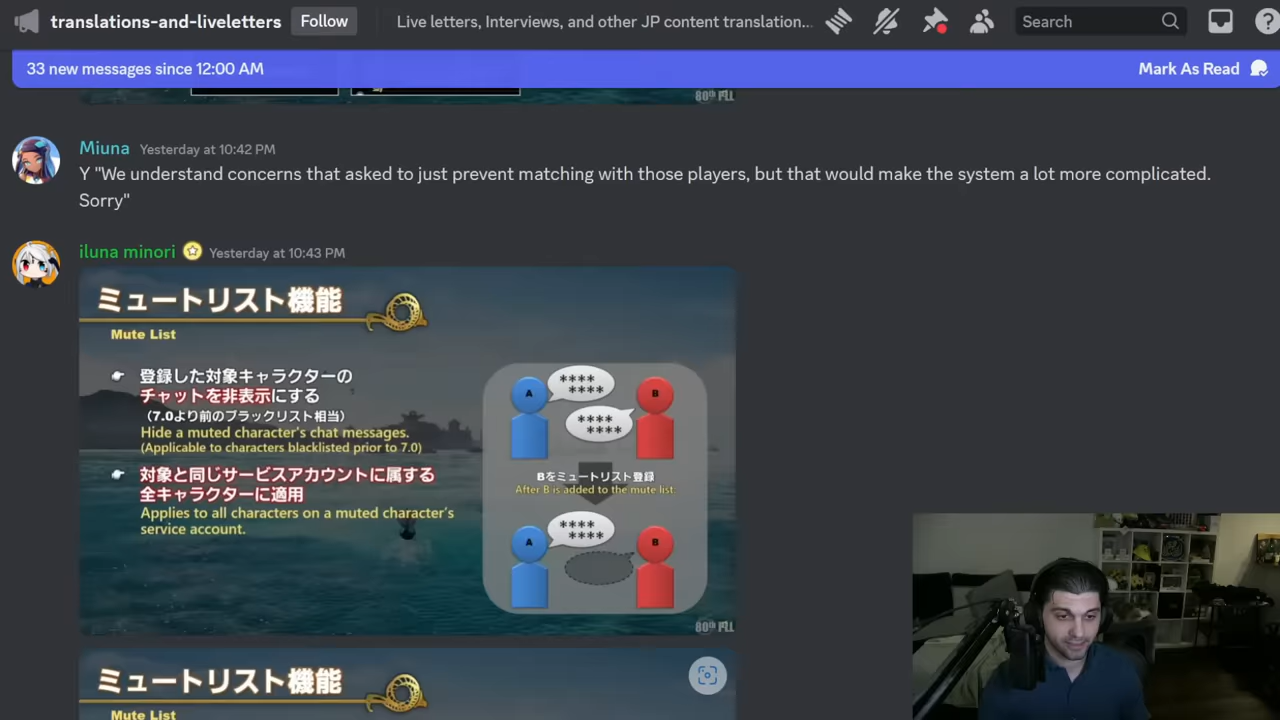 translations-and-liveletters
Follow
Live letters, Interviews, and other JP content translation...
Search
33 new messages since 12:00 AM
Mark As Read
80th PLL
Miuna Yesterday at 10:42 PM
Y "We understand concerns that asked to just prevent matching with those players, but that would make the system a lot more complicated.
Sorry"
iluna minori Yesterday at 10:43 PM
ミュートリスト機能
Mute List
登録した対象キャラクターの
チャットを非表示にする
（7.0より前のブラックリスト相当）
Hide a muted character's chat messages.
(Applicable to characters blacklisted prior to 7.0)
対象と同じサービスアカウントに属する
全キャラクターに適用
Applies to all characters on a muted character's
service account.
A
****
****
B
****
****
Bをミュートリスト登録
After B is added to the mute list:
A
****
****
B
80th PLL
ミュートリスト機能
Mute List